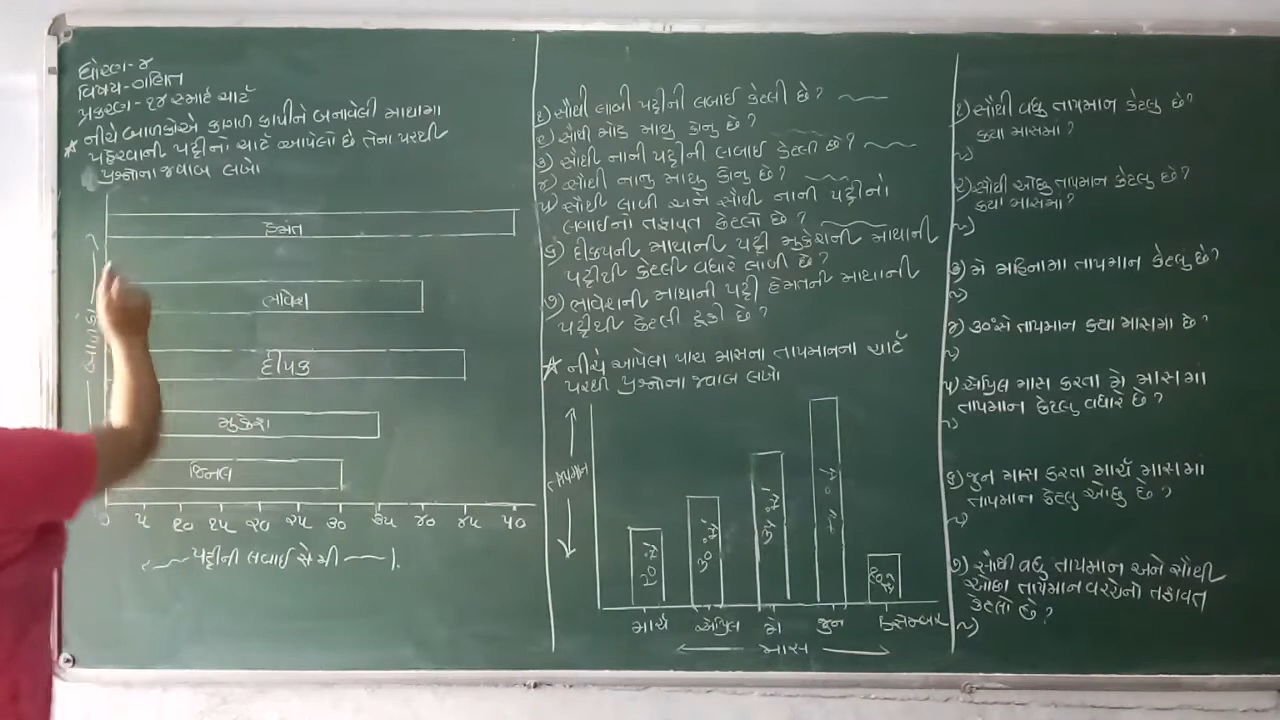 ધોરણ-૪
વિષય-ગણિત
પ્રકરણ-૧૪ સ્માર્ટ ચાર્ટ
* નીચે બાળકોએ કાગળ કાપીને બનાવેલી માથામા
પહેરવાની પટ્ટીનો ચાર્ટ આપેલો છે તેના પરથી
પ્રશ્નોના જવાબ લખો
હેમંત
ભાવેશ
દીપક
મુકેશ
જિનલ
૦ ૫ ૧૦ ૧૫ ૨૦ ૨૫ ૩૦ ૩૫ ૪૦ ૪૫ ૫૦
પટ્ટીની લંબાઈ સેમી
૧) સૌથી લાંબી પટ્ટીની લંબાઈ કેટલી છે?
૨) સૌથી મોટુ માથુ કોનુ છે?
૩) સૌથી નાની પટ્ટીની લંબાઈ કેટલી છે?
૪) સૌથી નાનુ માથુ કોનુ છે?
૫) સૌથી લાંબી અને સૌથી નાની પટ્ટીનો
લંબાઈનો તફાવત કેટલો છે?
૬) દીપકની માથાની પટ્ટી મુકેશની માથાની
પટ્ટીથી કેટલી વધારે લાંબી છે?
૭) ભાવેશની માથાની પટ્ટી હેમંતની માથાની
પટ્ટીથી કેટલી ટૂકી છે?
* નીચે આપેલા પાંચ માસના તાપમાનના ચાર્ટ
પરથી પ્રશ્નોના જવાબ લખો
તાપમાન
માર્ચ એપ્રિલ મે જુન ડિસેમ્બર
માસ
૧) સૌથી વધુ તાપમાન કેટલુ છે?
કયા માસમાં?
જ)
૨) સૌથી ઓછુ તાપમાન કેટલુ છે?
કયા માસમાં?
જ)
૩) મે મહિનામા તાપમાન કેટલુ છે?
જ)
૪) ૩૦°સે તાપમાન કયા માસમા છે?
જ)
૫) એપ્રિલ માસ કરતા મે માસમા
તાપમાન કેટલુ વધારે છે?
જ)
૬) જુન માસ કરતા માર્ચ માસમા
તાપમાન કેટલુ ઓછુ છે?
જ)
૭) સૌથી વધુ તાપમાન અને સૌથી
ઓછા તાપમાન વચ્ચેનો તફાવત
કેટલો છે?
જ)